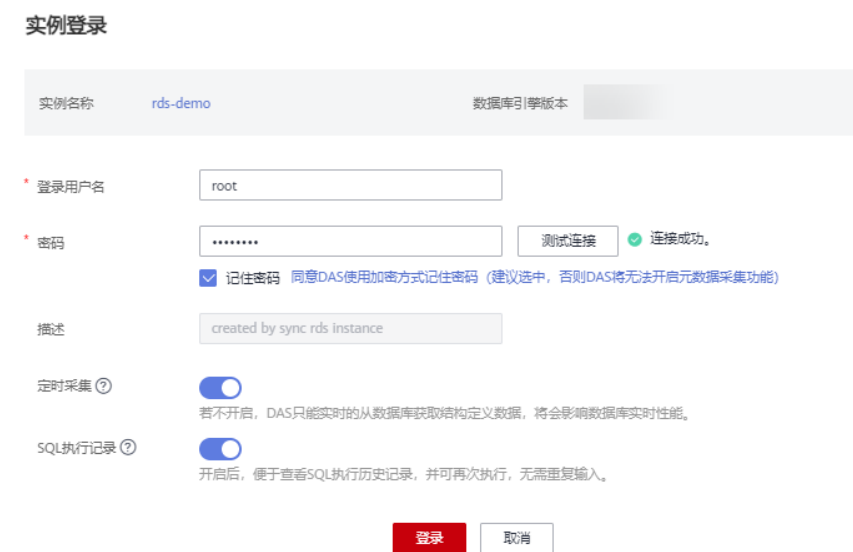 实例登录
实例名称 rds-demo 数据库引擎版本
* 登录用户名 root
* 密码 •••••••• 测试连接 连接成功。
记住密码 同意DAS使用加密方式记住密码（建议选中，否则DAS将无法开启元数据采集功能）
描述 created by sync rds instance
定时采集 ?
若不开启，DAS只能实时的从数据库获取结构定义数据，将会影响数据库实时性能。
SQL执行记录 ?
开启后，便于查看SQL执行历史记录，并可再次执行，无需重复输入。
登录 取消